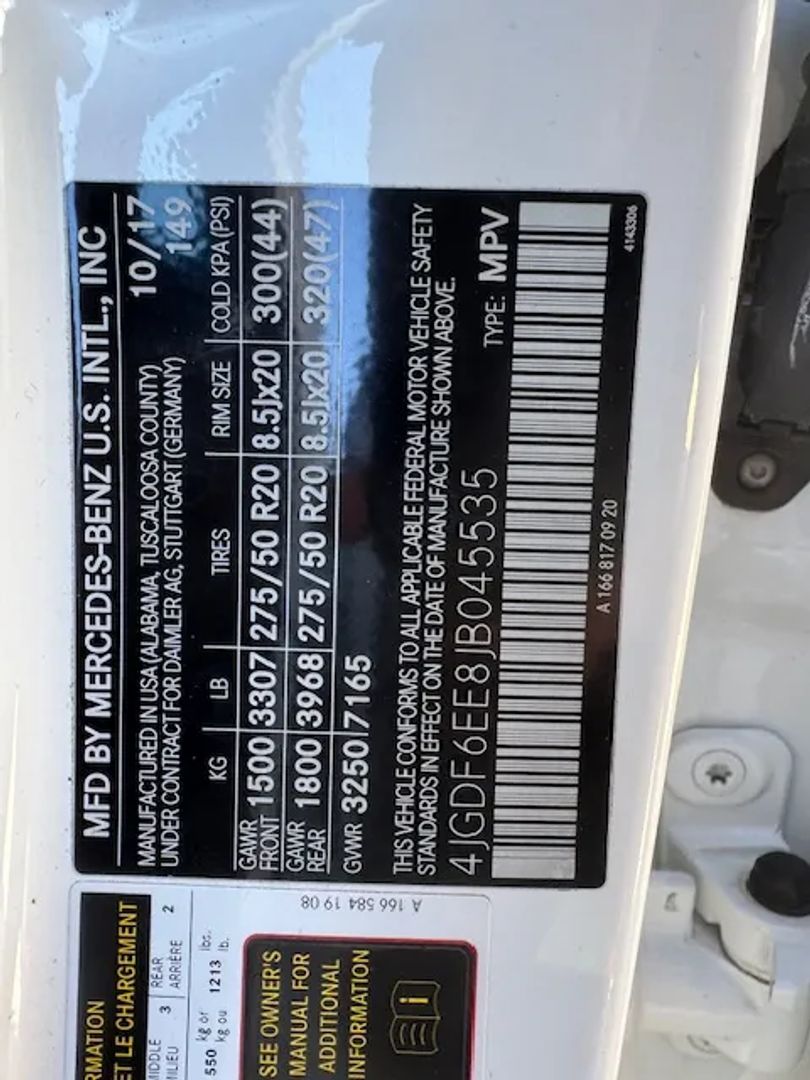 MFD BY MERCEDES-BENZ U.S. INTL., INC
MANUFACTURED IN USA (ALABAMA, TUSCALOOSA COUNTY) 10/17
UNDER CONTRACT FOR DAIMLER AG, STUTTGART (GERMANY) 149
KG LB TIRES RIM SIZE COLD KPA (PSI)
GAWR FRONT 1500 3307 275/50 R20 8.5Jx20 300(44)
GAWR REAR 1800 3968 275/50 R20 8.5Jx20 320(47)
GVWR 3250 7165
THIS VEHICLE CONFORMS TO ALL APPLICABLE FEDERAL MOTOR VEHICLE SAFETY
STANDARDS IN EFFECT ON THE DATE OF MANUFACTURE SHOWN ABOVE.
4JGDF6EE8JB045535 TYPE: MPV
A 166 817 09 20 4143306
RMATION
ET LE CHARGEMENT
MIDDLE 3 REAR 2
MILIEU ARRIÈRE
550 kg or 1213 lbs.
kg ou lb.
A 166 584 19 08
SEE OWNER'S
MANUAL FOR
ADDITIONAL
INFORMATION